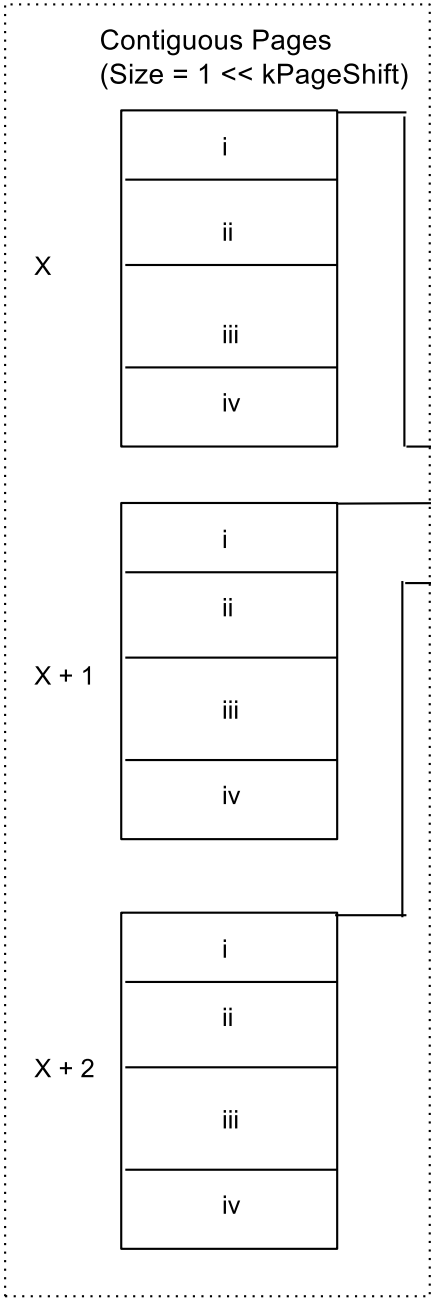 Contiguous Pages
(Size = 1 << kPageShift)
i
ii
X
iii
iv
i
ii
X + 1
iii
iv
i
ii
X + 2
iii
iv